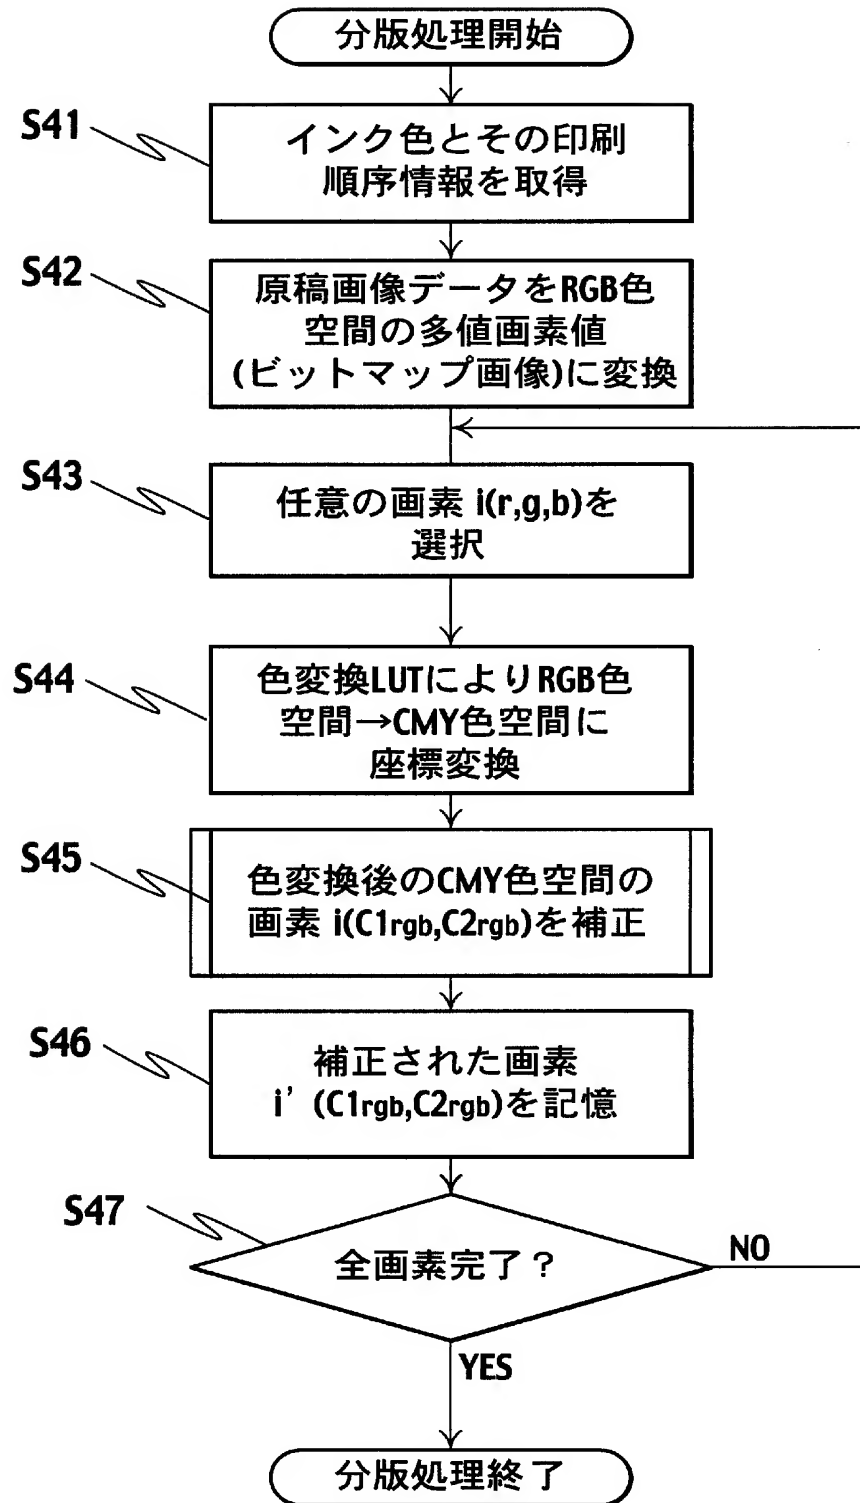 分版処理開始
S41
インク色とその印刷
順序情報を取得
S42
原稿画像データをRGB色
空間の多値画素値
(ビットマップ画像)に変換
S43
任意の画素 i(r,g,b)を
選択
S44
色変換LUTによりRGB色
空間→CMY色空間に
座標変換
S45
色変換後のCMY色空間の
画素 i(C1rgb,C2rgb)を補正
S46
補正された画素
i' (C1rgb,C2rgb)を記憶
S47
全画素完了？
NO
YES
分版処理終了